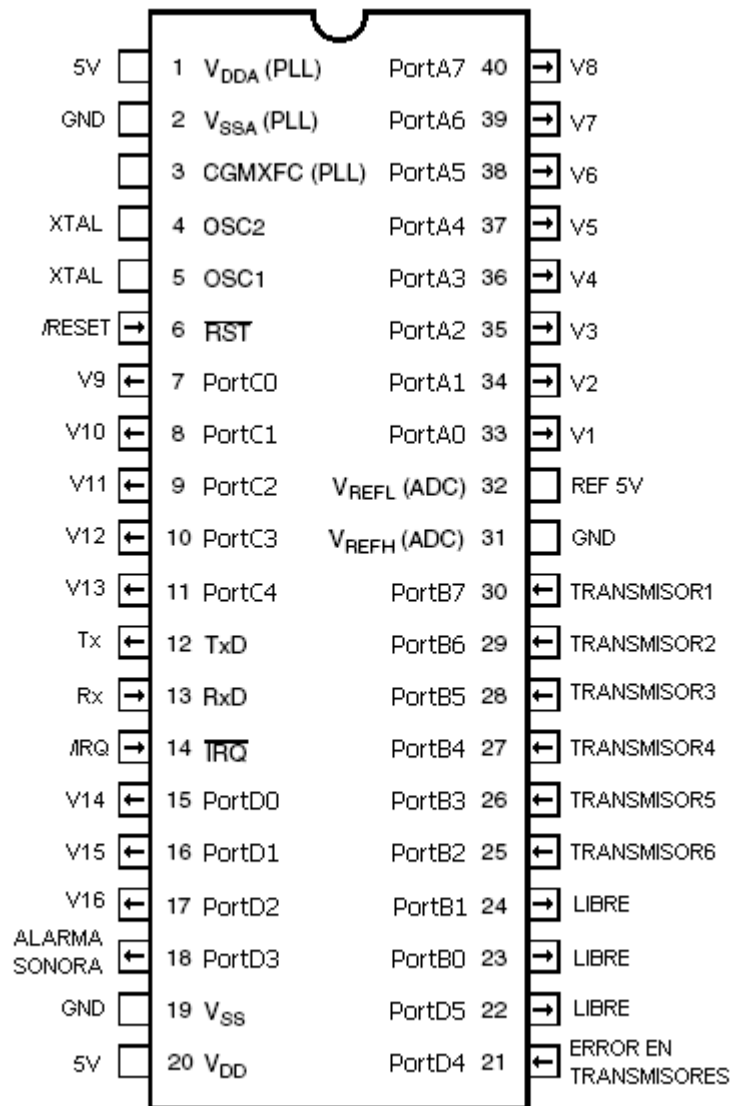 5V 1 VDDA (PLL) PortA7 40 V8
GND 2 VSSA (PLL) PortA6 39 V7
3 CGMXFC (PLL) PortA5 38 V6
XTAL 4 OSC2 PortA4 37 V5
XTAL 5 OSC1 PortA3 36 V4
/RESET 6 RST PortA2 35 V3
V9 7 PortC0 PortA1 34 V2
V10 8 PortC1 PortA0 33 V1
V11 9 PortC2 VREFL (ADC) 32 REF 5V
V12 10 PortC3 VREFH (ADC) 31 GND
V13 11 PortC4 PortB7 30 TRANSMISOR1
Tx 12 TxD PortB6 29 TRANSMISOR2
Rx 13 RxD PortB5 28 TRANSMISOR3
/IRQ 14 IRQ PortB4 27 TRANSMISOR4
V14 15 PortD0 PortB3 26 TRANSMISOR5
V15 16 PortD1 PortB2 25 TRANSMISOR6
V16 17 PortD2 PortB1 24 LIBRE
ALARMA
SONORA 18 PortD3 PortB0 23 LIBRE
GND 19 VSS PortD5 22 LIBRE
5V 20 VDD PortD4 21 ERROR EN
TRANSMISORES